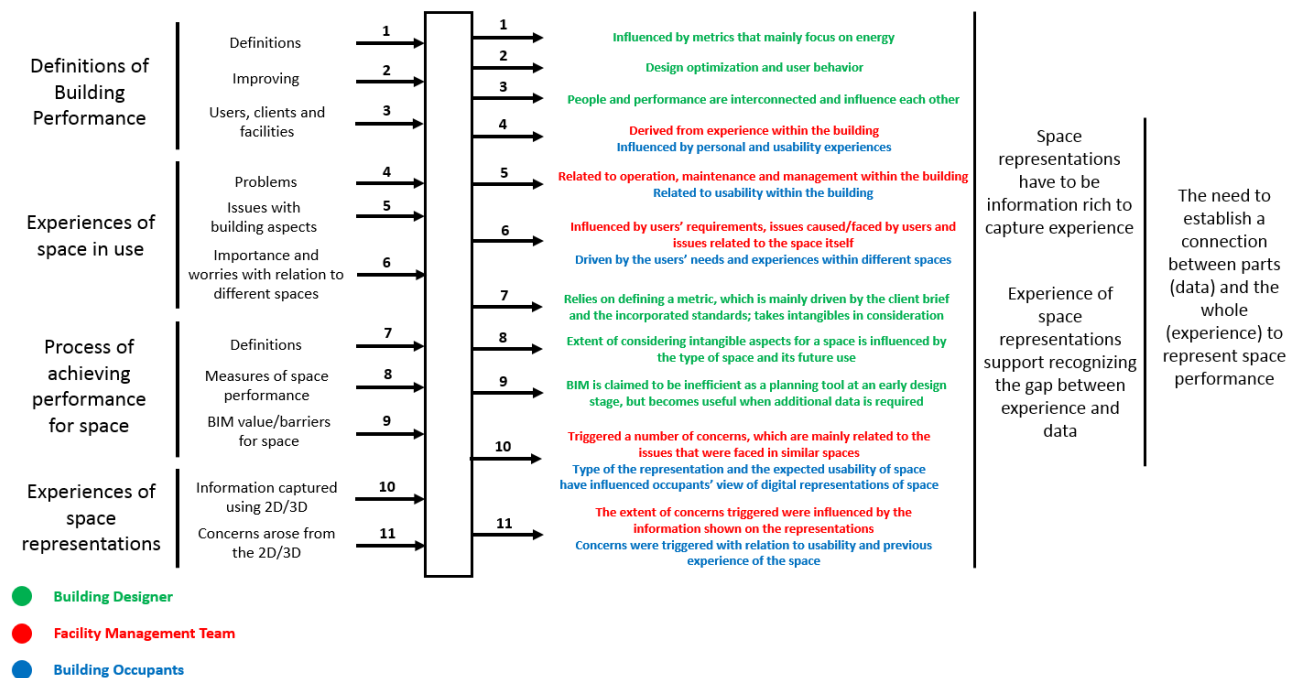 Definitions of
Building
Performance
Definitions
1
Improving
2
Users, clients and
facilities
3
Experiences of
space in use
Problems
4
Issues with
building aspects
5
Importance and
worries with relation to
different spaces
6
Process of
achieving
performance
for space
Definitions
7
Measures of space
performance
8
BIM value/barriers
for space
9
Experiences of
space
representations
Information captured
using 2D/3D
10
Concerns arose from
the 2D/3D
11
1
Influenced by metrics that mainly focus on energy
2
Design optimization and user behavior
3
People and performance are interconnected and influence each other
4
Derived from experience within the building
Influenced by personal and usability experiences
5
Related to operation, maintenance and management within the building
Related to usability within the building
6
Influenced by users’ requirements, issues caused/faced by users and
issues related to the space itself
Driven by the users’ needs and experiences within different spaces
7
Relies on defining a metric, which is mainly driven by the client brief
and the incorporated standards; takes intangibles in consideration
8
Extent of considering intangible aspects for a space is influenced by
the type of space and its future use
9
BIM is claimed to be inefficient as a planning tool at an early design
stage, but becomes useful when additional data is required
10
Triggered a number of concerns, which are mainly related to the
issues that were faced in similar spaces
Type of the representation and the expected usability of space
have influenced occupants’ view of digital representations of space
11
The extent of concerns triggered were influenced by the
information shown on the representations
Concerns were triggered with relation to usability and previous
experience of the space
Space
representations
have to be
information rich to
capture experience
Experience of
space
representations
support recognizing
the gap between
experience and
data
The need to
establish a
connection
between parts
(data) and the
whole
(experience) to
represent space
performance
Building Designer
Facility Management Team
Building Occupants